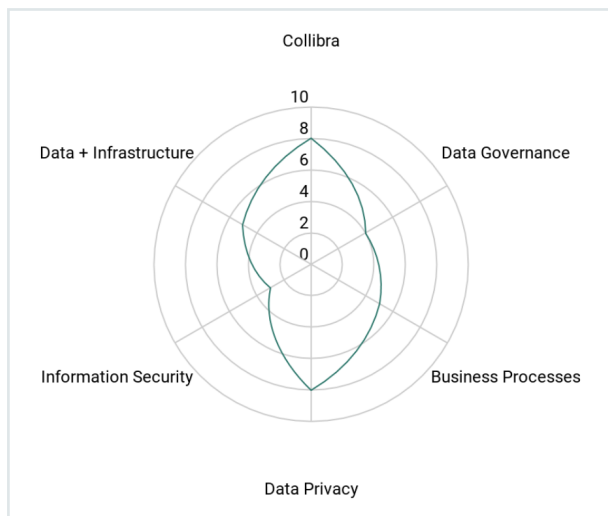 Collibra
10
8
6
4
2
0
Data + Infrastructure
Data Governance
Information Security
Business Processes
Data Privacy